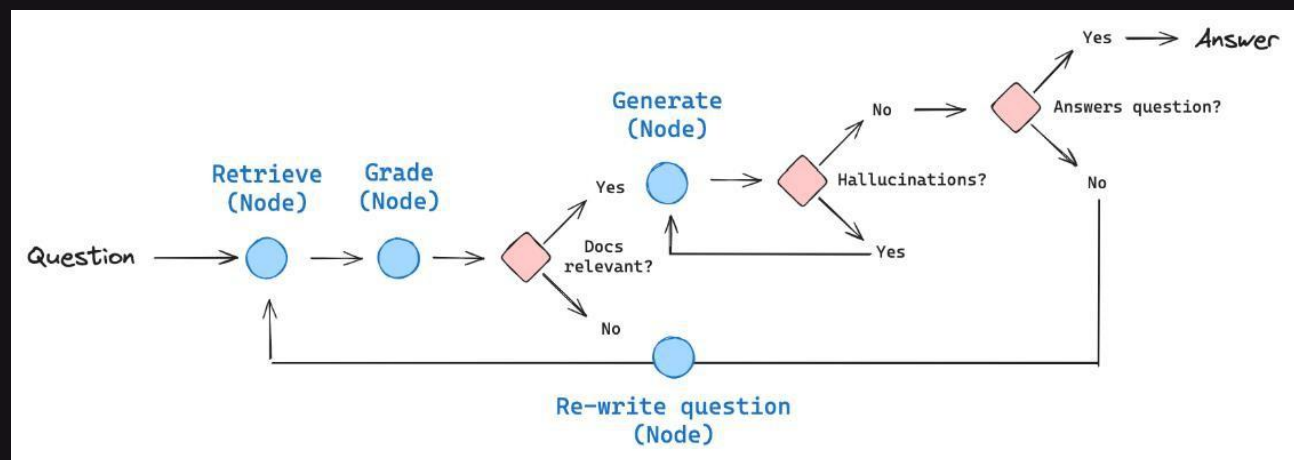 Yes
Answer
Generate
(Node)
No
Answers question?
Retrieve
(Node)
Grade
(Node)
Yes
Hallucinations?
No
Question
Docs
relevant?
Yes
No
Re-write question
(Node)